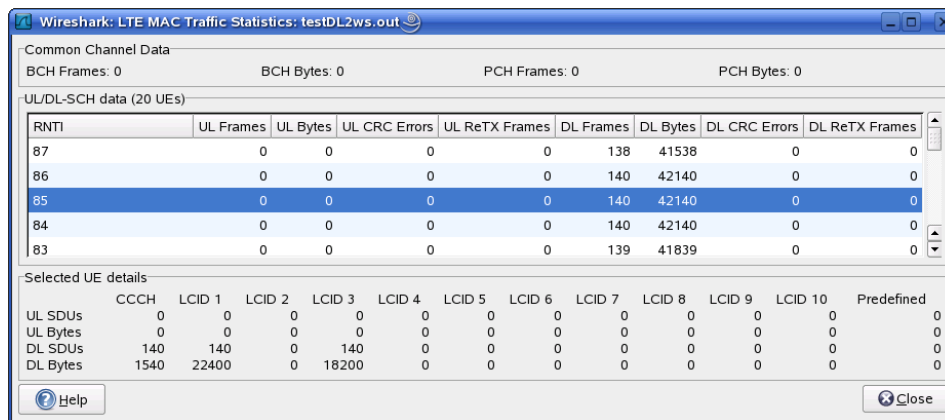 Wireshark: LTE MAC Traffic Statistics: testDL2ws.out
Common Channel Data
BCH Frames: 0 BCH Bytes: 0 PCH Frames: 0 PCH Bytes: 0
UL/DL-SCH data (20 UEs)
RNTI UL Frames UL Bytes UL CRC Errors UL ReTX Frames DL Frames DL Bytes DL CRC Errors DL ReTX Frames
87 0 0 0 0 138 41538 0 0
86 0 0 0 0 140 42140 0 0
85 0 0 0 0 140 42140 0 0
84 0 0 0 0 140 42140 0 0
83 0 0 0 0 139 41839 0 0
Selected UE details
CCCH LCID 1 LCID 2 LCID 3 LCID 4 LCID 5 LCID 6 LCID 7 LCID 8 LCID 9 LCID 10 Predefined
UL SDUs 0 0 0 0 0 0 0 0 0 0 0 0
UL Bytes 0 0 0 0 0 0 0 0 0 0 0 0
DL SDUs 140 140 0 140 0 0 0 0 0 0 0 0
DL Bytes 1540 22400 0 18200 0 0 0 0 0 0 0 0
Help Close